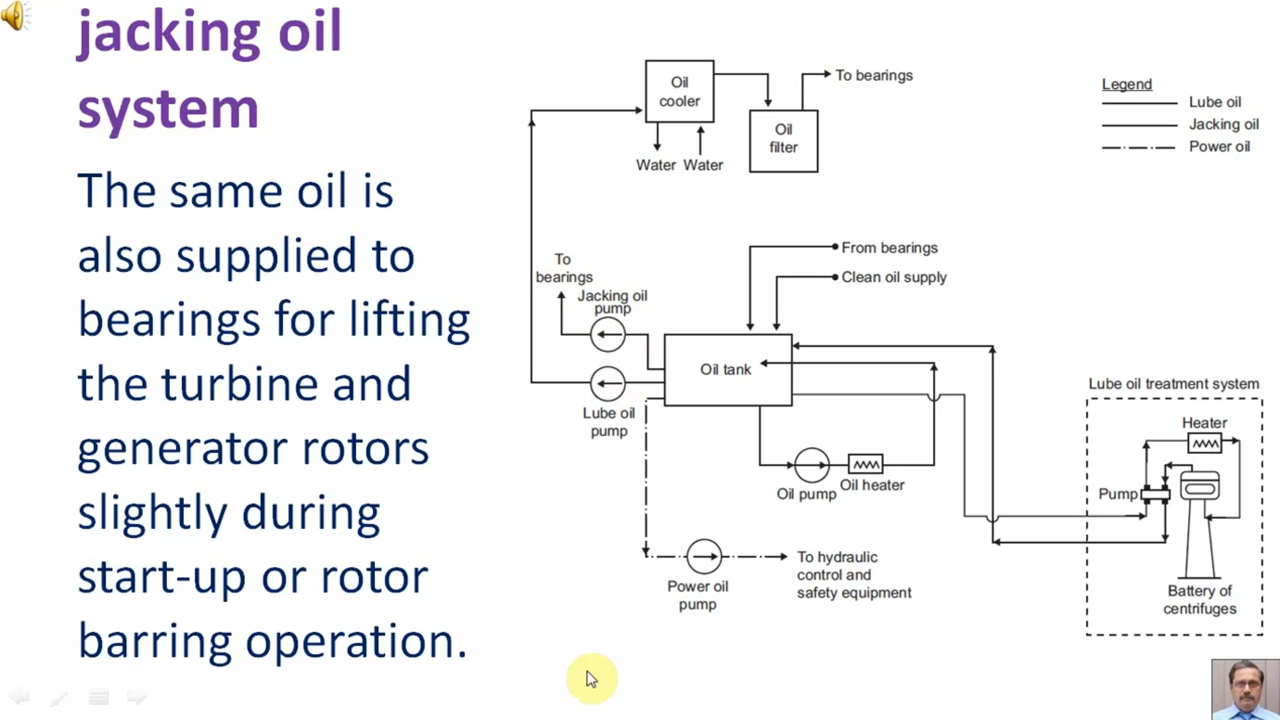 jacking oil
system
The same oil is
also supplied to
bearings for lifting
the turbine and
generator rotors
slightly during
start-up or rotor
barring operation.
Oil
cooler
To bearings
Oil
filter
Water
Water
Legend
Lube oil
Jacking oil
Power oil
From bearings
Clean oil supply
To
bearings
Jacking oil
pump
Oil tank
Lube oil
pump
Oil pump
Oil heater
Power oil
pump
To hydraulic
control and
safety equipment
Lube oil treatment system
Heater
Pump
Battery of
centrifuges